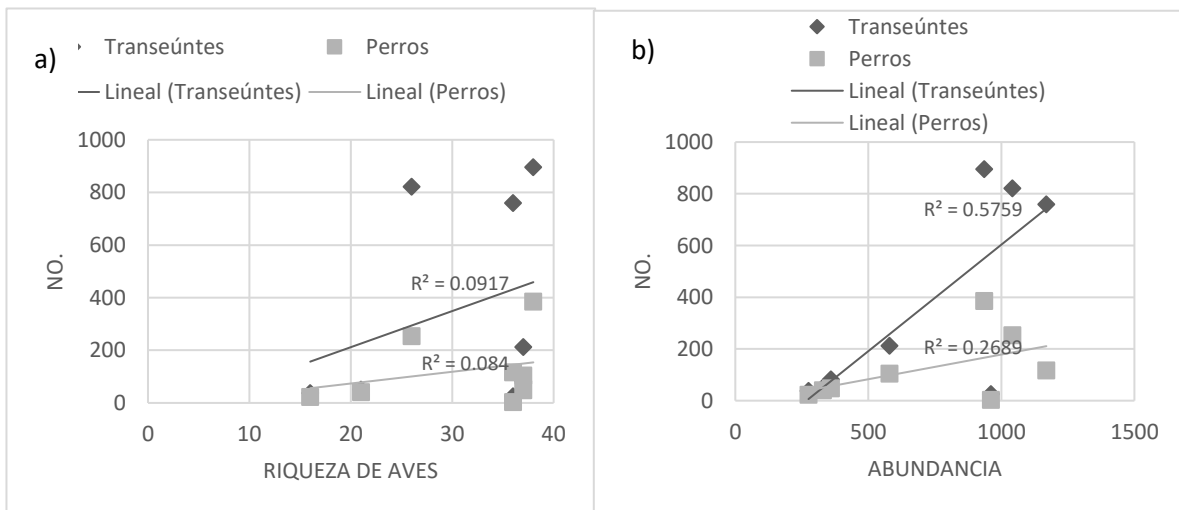 a)
Transeúntes Perros
Lineal (Transeúntes) Lineal (Perros)
1000
800
600
400
200
0
R² = 0.0917
R² = 0.084
0 10 20 30 40
NO.
RIQUEZA DE AVES
b)
Transeúntes
Perros
Lineal (Transeúntes)
Lineal (Perros)
1000
800
600
400
200
0
R² = 0.5759
R² = 0.2689
0 500 1000 1500
NO.
ABUNDANCIA